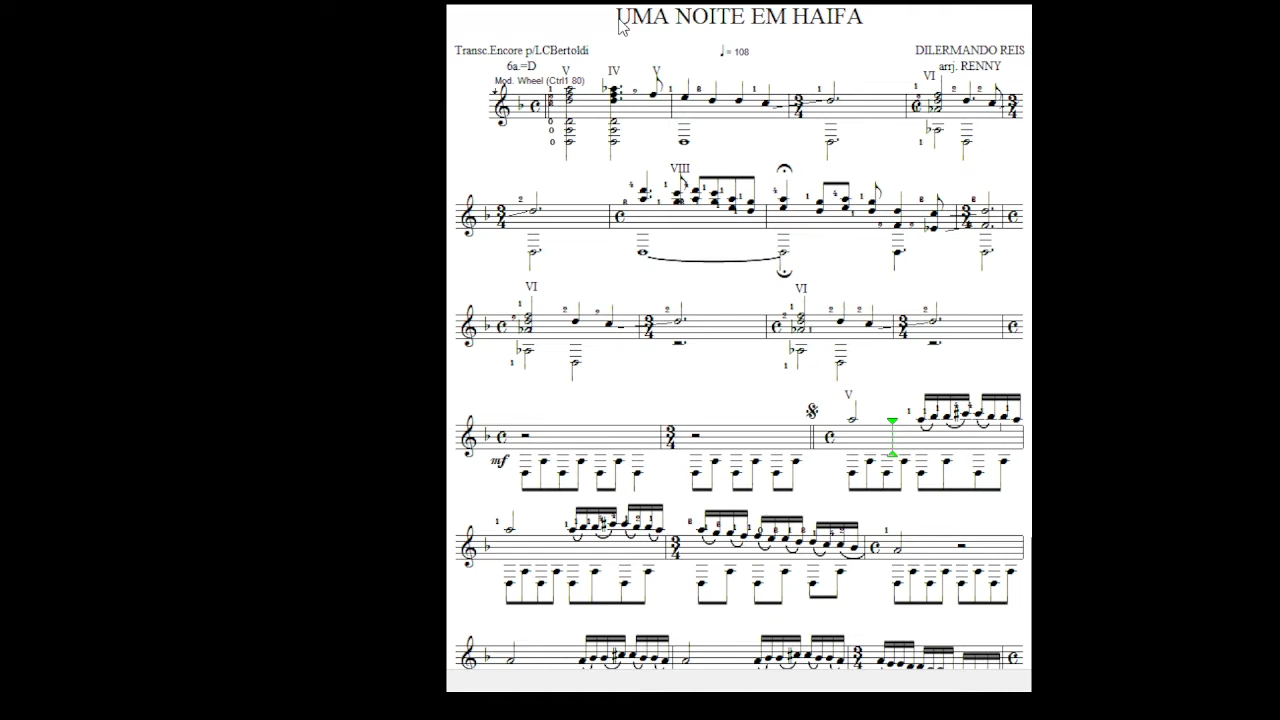 UMA NOITE EM HAIFA
Transc.Encore p/LCBertoldi
♩= 108
DILERMANDO REIS
6a.=D
arrj. RENNY
Mod. Wheel (Ctrl1 80)
V IV V VI
VIII
VI VI
V
mf